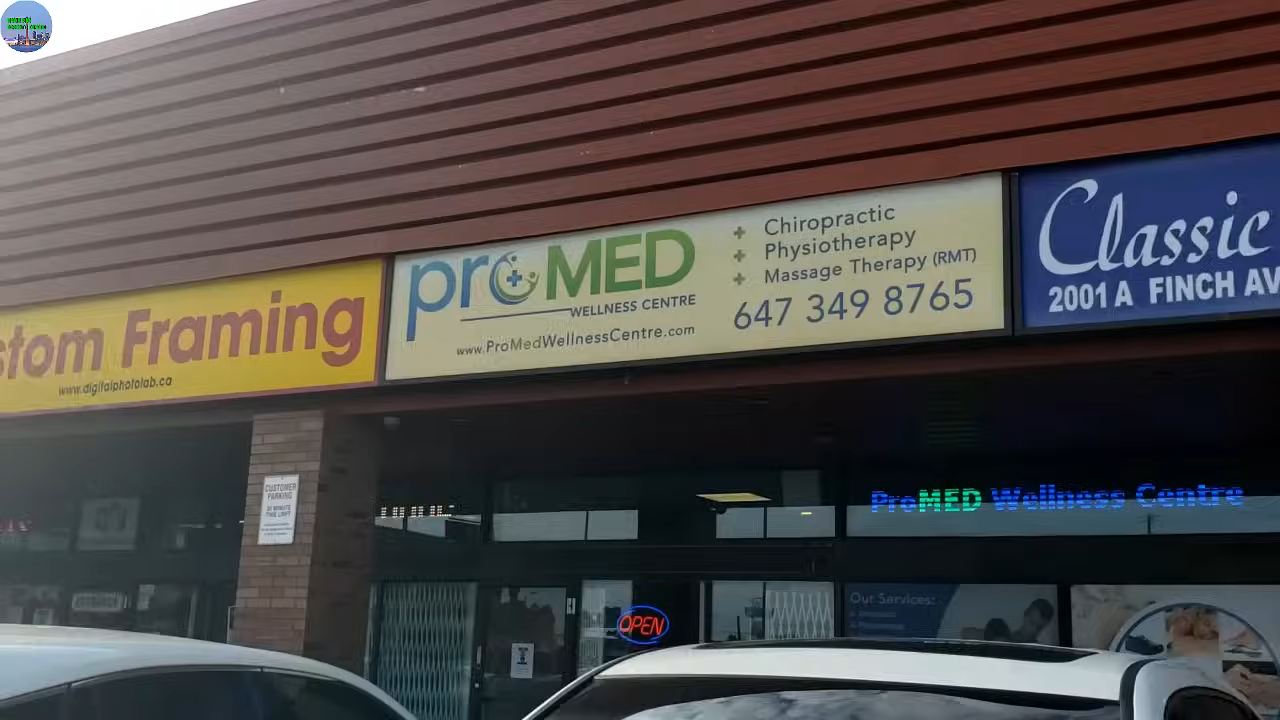 stom Framing
www.digitalphotolab.ca
proMED
WELLNESS CENTRE
www.ProMedWellnessCentre.com
Chiropractic
Physiotherapy
Massage Therapy (RMT)
647 349 8765
Classic
2001 A FINCH AV
CUSTOMER
PARKING
ProMED Wellness Centre
OPEN
Our Services: